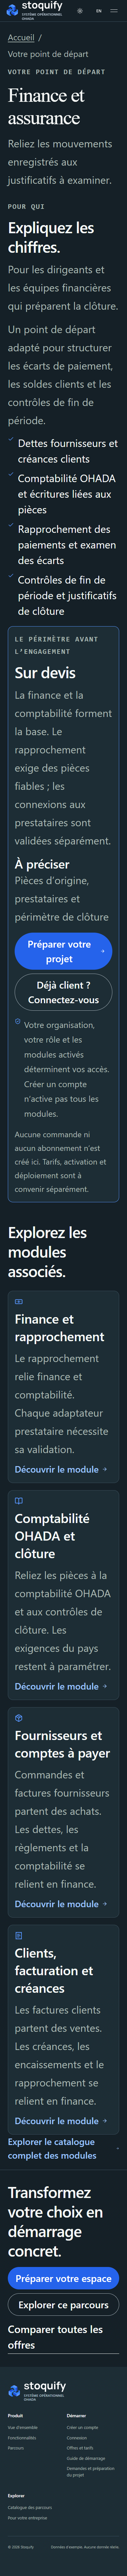 stoquify
SYSTÈME OPÉRATIONNEL
OHADA
EN
Accueil /
Votre point de départ
VOTRE POINT DE DÉPART
Finance et
assurance
Reliez les mouvements
enregistrés aux
justificatifs à examiner.
POUR QUI
Expliquez les
chiffres.
Pour les dirigeants et
les équipes financières
qui préparent la clôture.
Un point de départ
adapté pour structurer
les écarts de paiement,
les soldes clients et les
contrôles de fin de
période.
Dettes fournisseurs et
créances clients
Comptabilité OHADA
et écritures liées aux
pièces
Rapprochement des
paiements et examen
des écarts
Contrôles de fin de
période et justificatifs
de clôture
LE PÉRIMÈTRE AVANT
L’ENGAGEMENT
Sur devis
La finance et la
comptabilité forment
la base. Le
rapprochement
exige des pièces
fiables ; les
connexions aux
prestataires sont
validées séparément.
À préciser
Pièces d’origine,
prestataires et
périmètre de clôture
Préparer votre
projet
Déjà client ?
Connectez-vous
Votre organisation,
votre rôle et les
modules activés
déterminent vos accès.
Créer un compte
n’active pas tous les
modules.
Aucune commande ni
aucun abonnement n’est
créé ici. Tarifs, activation et
déploiement sont à
convenir séparément.
Explorez les
modules
associés.
Finance et
rapprochement
Le rapprochement
relie finance et
comptabilité.
Chaque adaptateur
prestataire nécessite
sa validation.
Découvrir le module →
Comptabilité
OHADA et
clôture
Reliez les pièces à la
comptabilité OHADA
et aux contrôles de
clôture. Les
exigences du pays
restent à paramétrer.
Découvrir le module →
Fournisseurs et
comptes à payer
Commandes et
factures fournisseurs
partent des achats.
Les dettes, les
règlements et la
comptabilité se
relient en finance.
Découvrir le module →
Clients,
facturation et
créances
Les factures clients
partent des ventes.
Les créances, les
encaissements et le
rapprochement se
relient en finance.
Découvrir le module →
Explorer le catalogue
complet des modules
Transformez
votre choix en
démarrage
concret.
Préparer votre espace
Explorer ce parcours
Comparer toutes les
offres
stoquify
SYSTÈME OPÉRATIONNEL
OHADA
Produit
Vue d’ensemble
Fonctionnalités
Parcours
Démarrer
Créer un compte
Connexion
Offres et tarifs
Guide de démarrage
Demandes et préparation
du projet
Explorer
Catalogue des parcours
Pour votre entreprise
© 2026 Stoquify
Données d’exemple. Aucune donnée réelle.